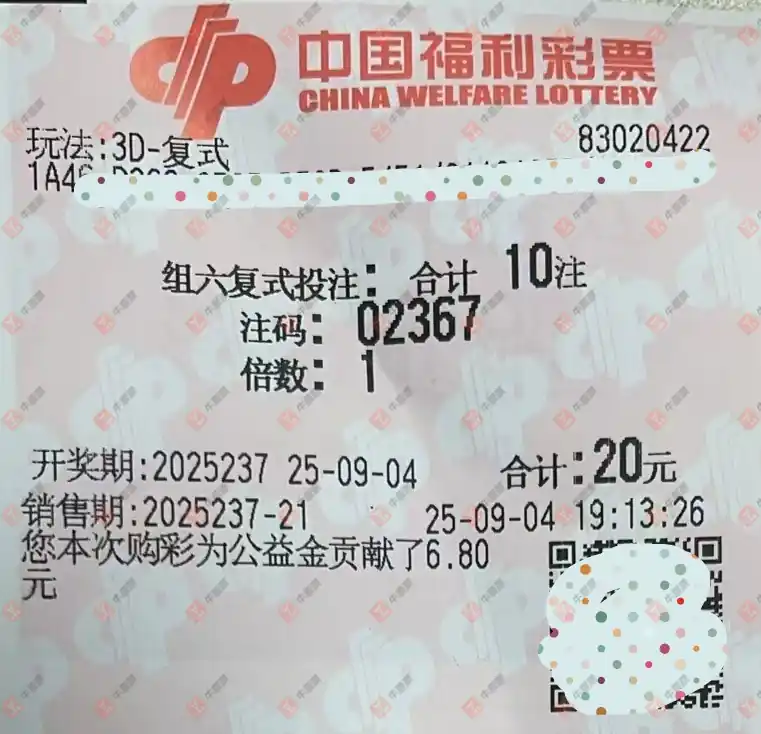 中国福利彩票
CHINA WELFARE LOTTERY
玩法:3D-复式 83020422
1A4
组六复式投注: 合计 10注
注码: 02367
倍数: 1
开奖期:2025237 25-09-04 合计:20元
销售期:2025237-21 25-09-04 19:13:26
您本次购彩为公益金贡献了6.80
元